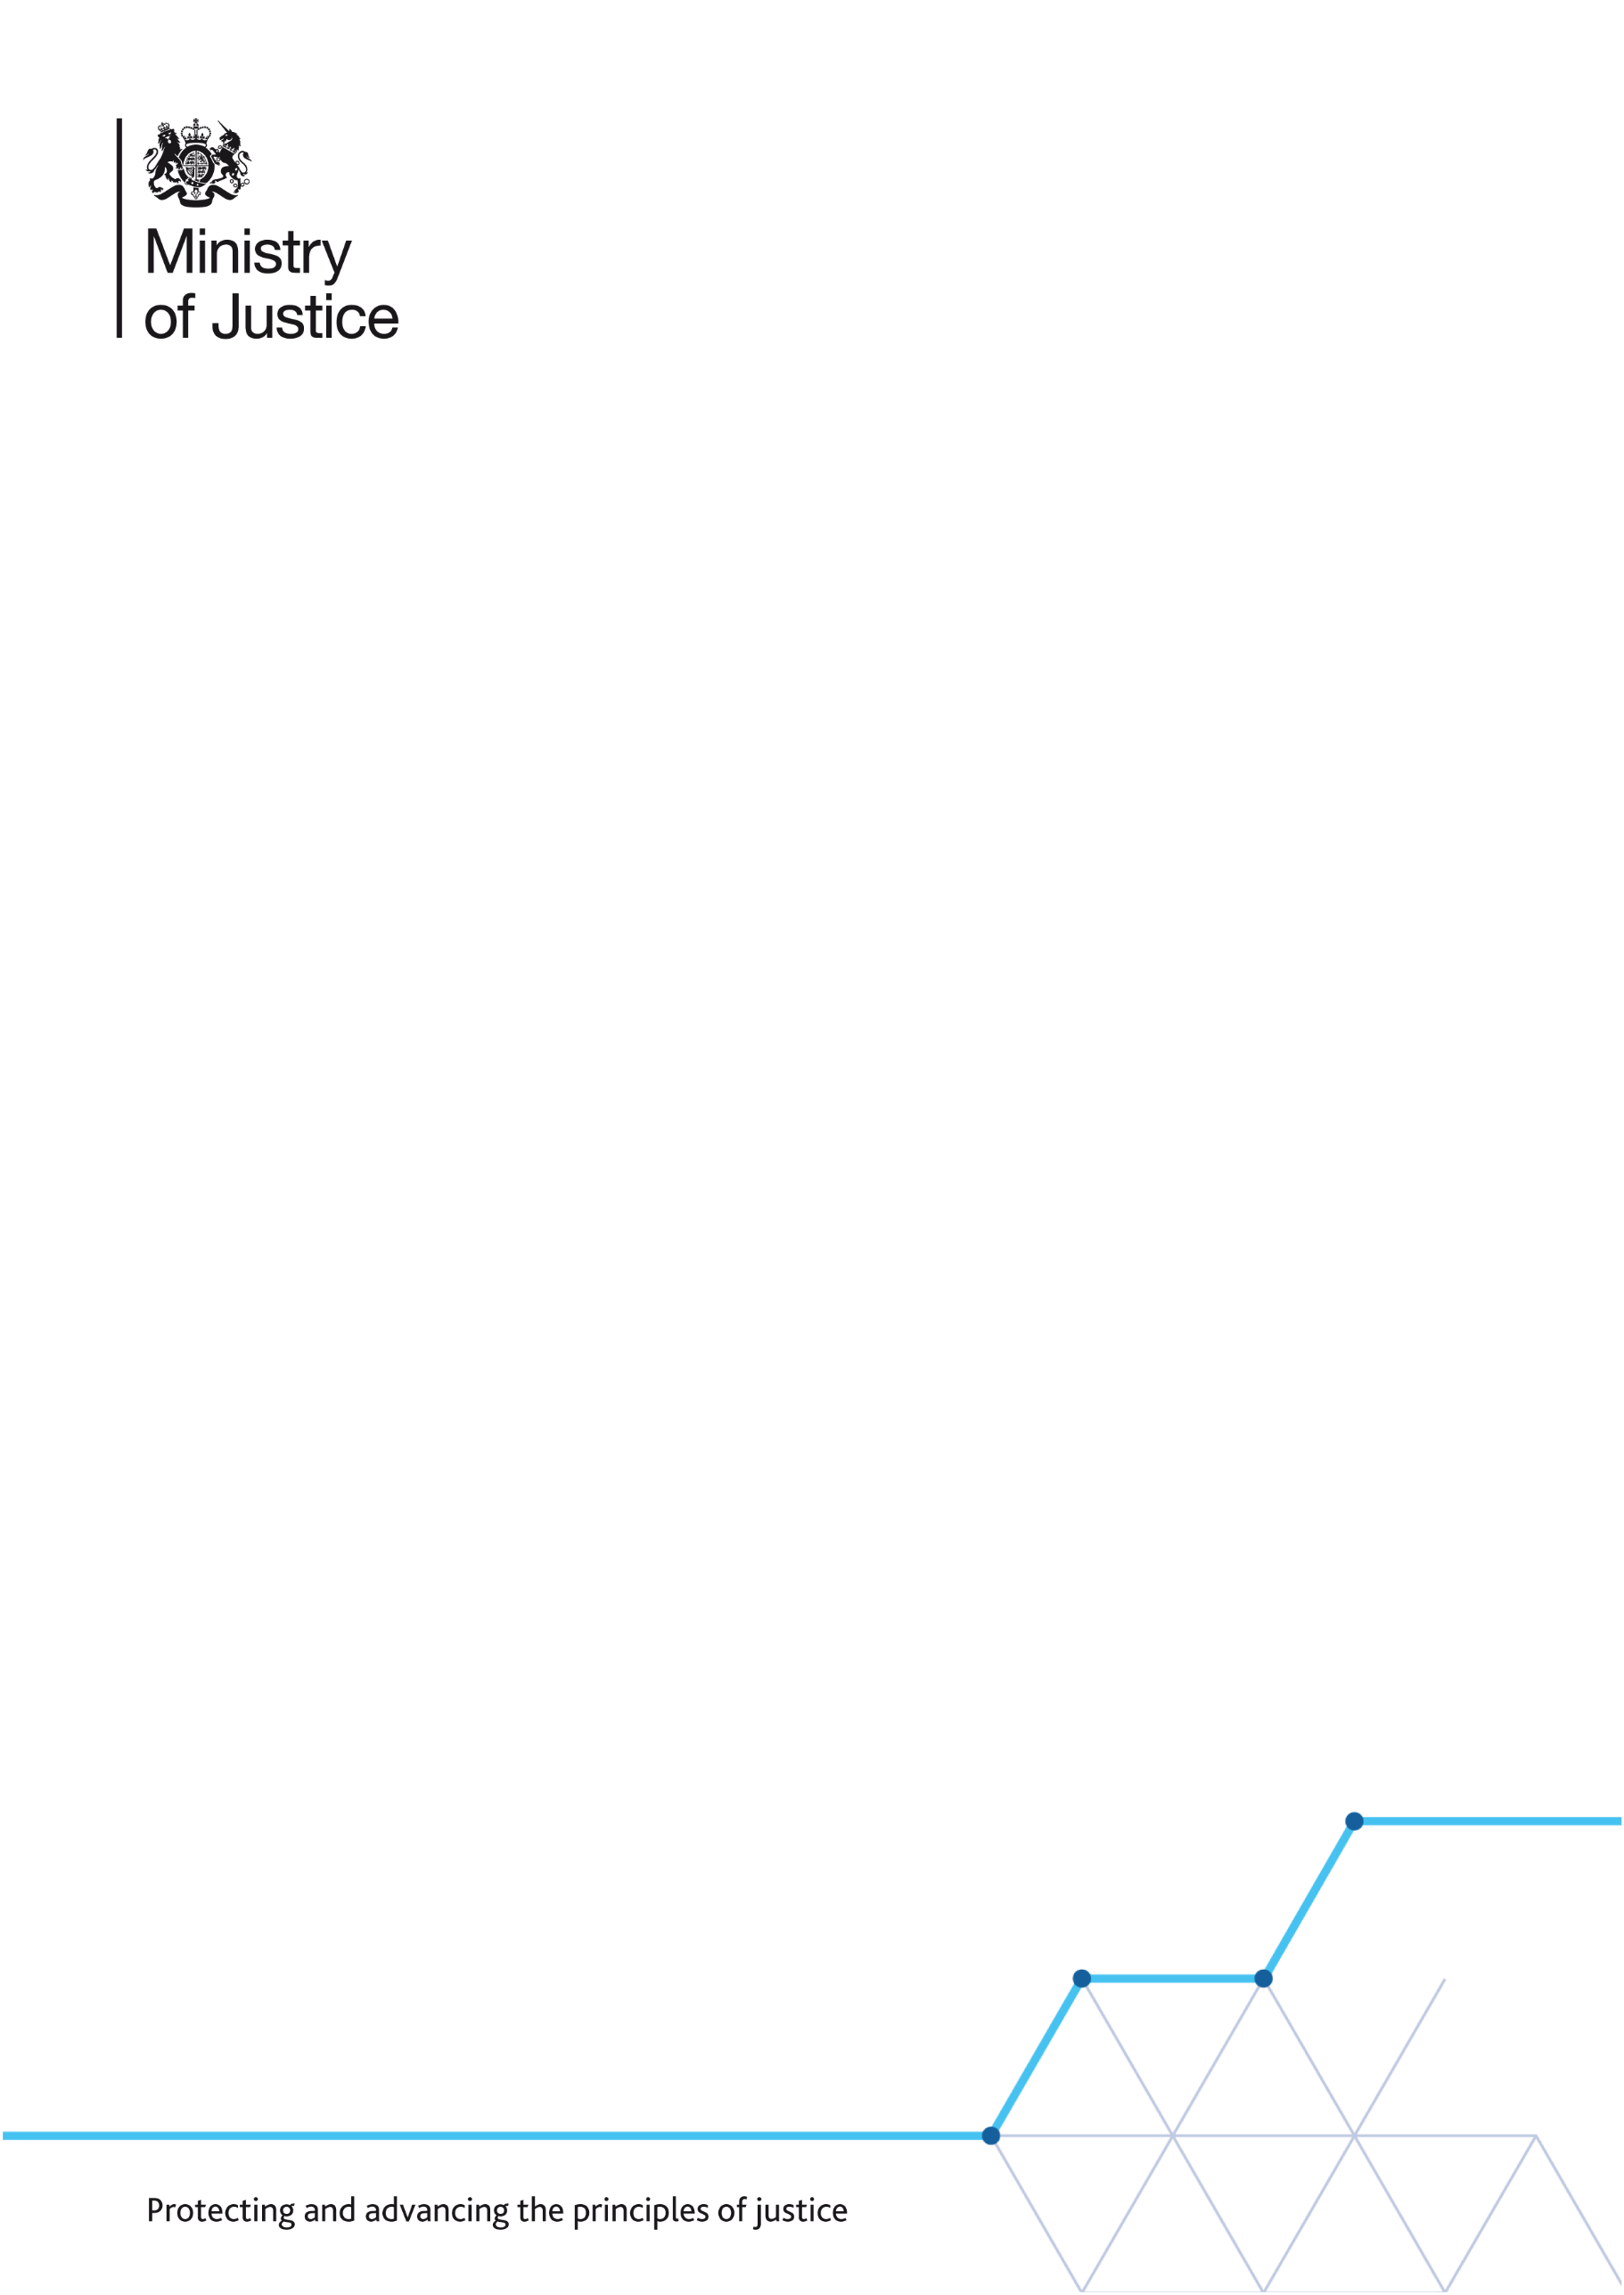 Ministry
of Justice
Protecting and advancing the principles of justice